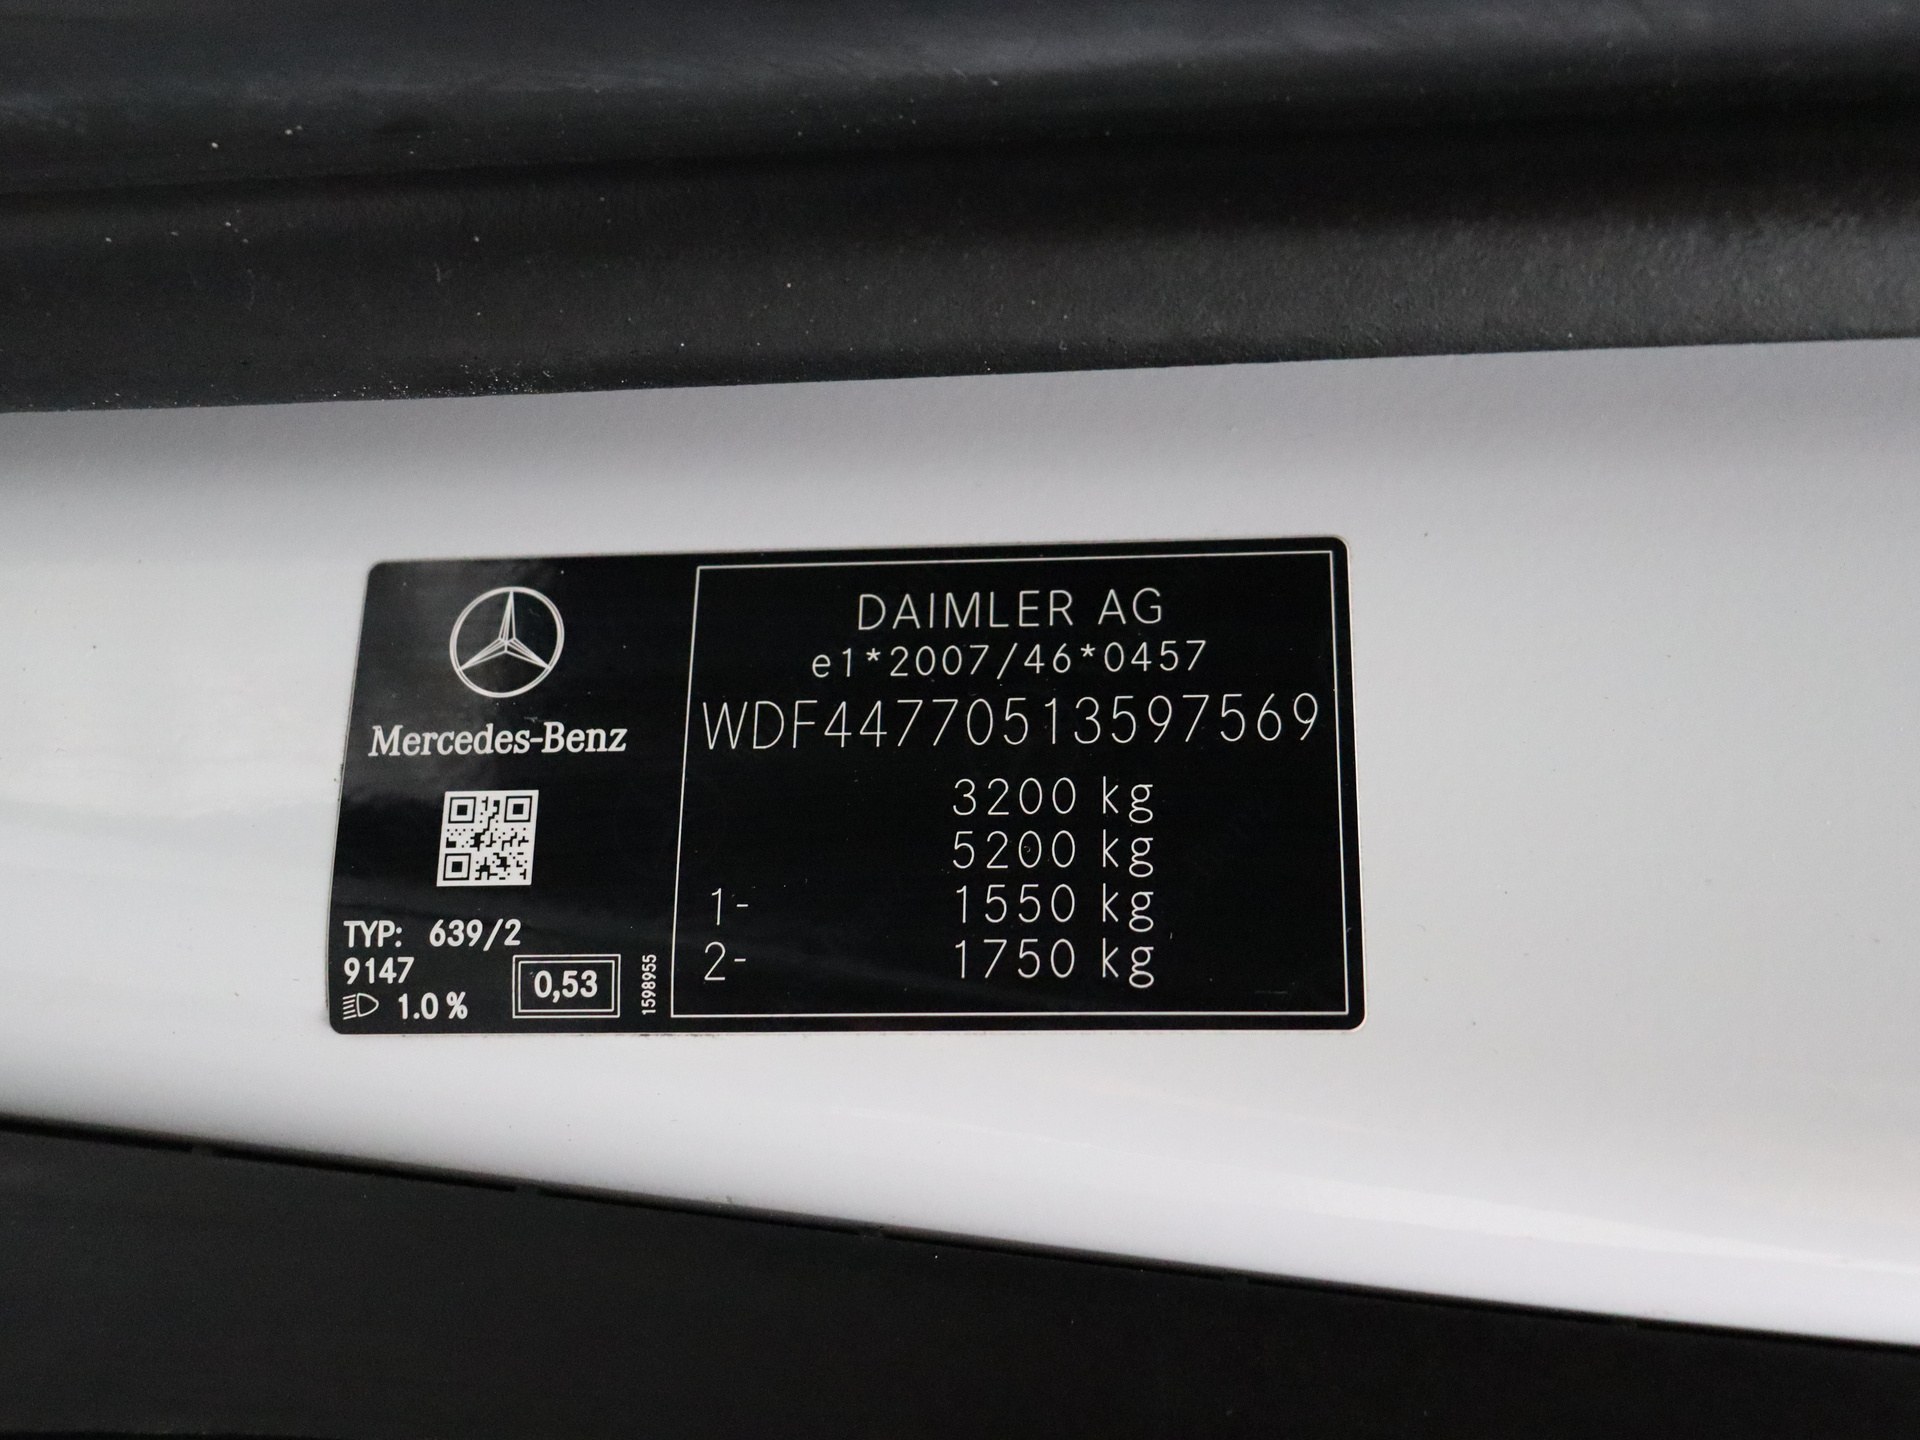 Mercedes-Benz
TYP: 639/2
9147
1.0 %
0,53
1598955
DAIMLER AG
e1*2007/46*0457
WDF44770513597569
3200 kg
5200 kg
1- 1550 kg
2- 1750 kg